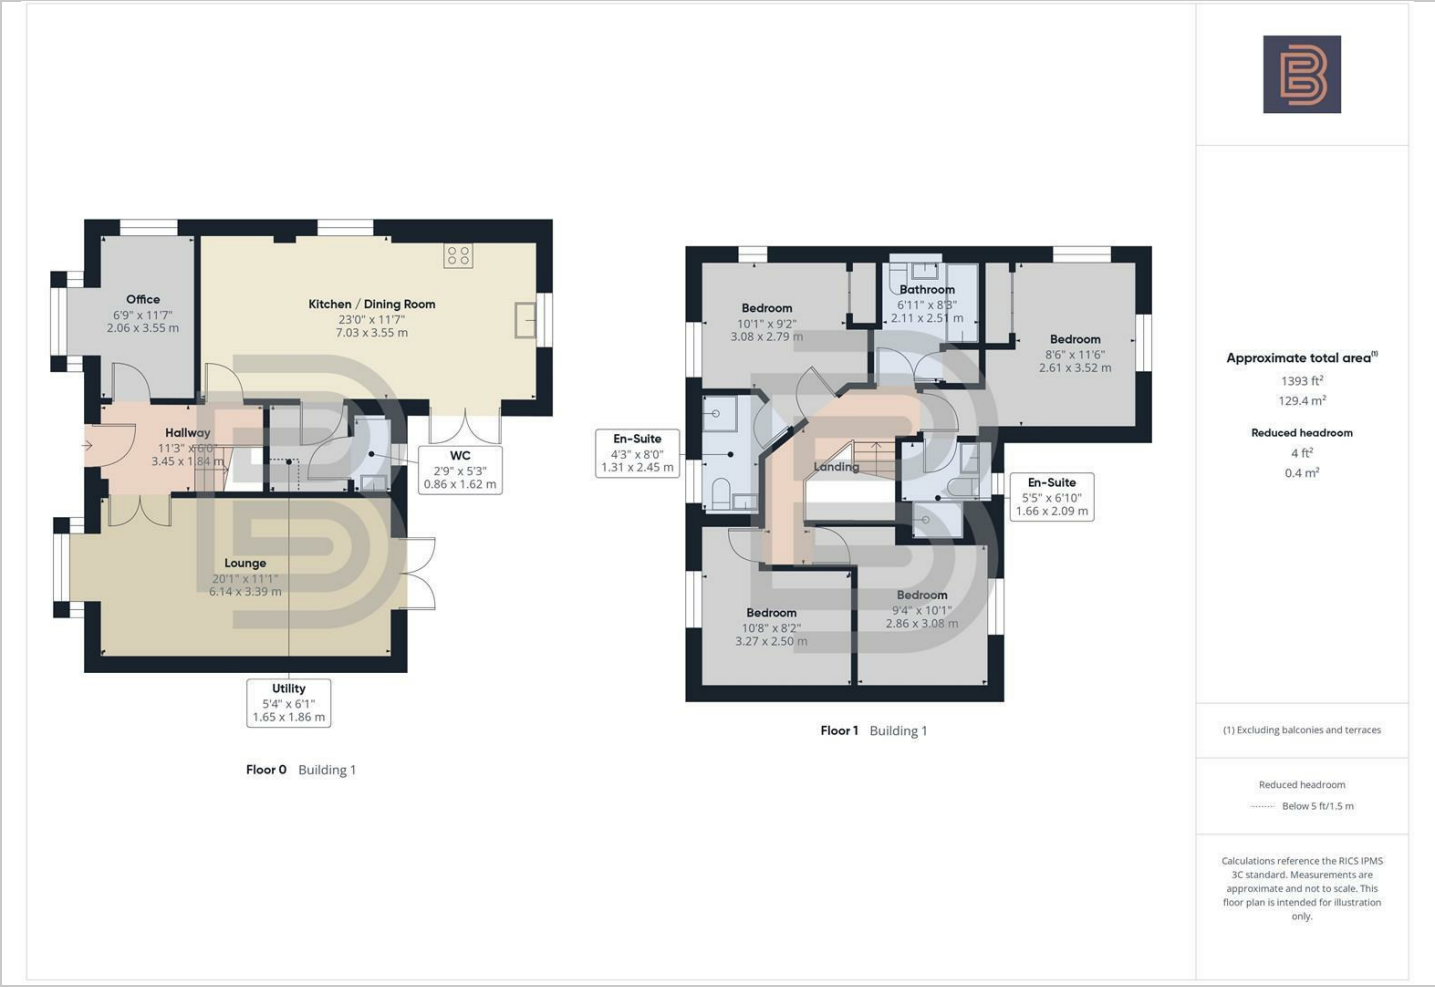 Office
6'9" x 11'7"
2.06 x 3.55 m
Kitchen / Dining Room
23'0" x 11'7"
7.03 x 3.55 m
Hallway
11'3" x 6'0"
3.45 x 1.84 m
WC
2'9" x 5'3"
0.86 x 1.62 m
Lounge
20'1" x 11'1"
6.14 x 3.39 m
Utility
5'4" x 6'1"
1.65 x 1.86 m
Floor 0 Building 1
Bedroom
10'1" x 9'2"
3.08 x 2.79 m
Bathroom
6'11" x 8'3"
2.11 x 2.51 m
Bedroom
8'6" x 11'6"
2.61 x 3.52 m
En-Suite
4'3" x 8'0"
1.31 x 2.45 m
Landing
En-Suite
5'5" x 6'10"
1.66 x 2.09 m
Bedroom
10'8" x 8'2"
3.27 x 2.50 m
Bedroom
9'4" x 10'1"
2.86 x 3.08 m
Floor 1 Building 1
B
Approximate total area(1)
1393 ft²
129.4 m²
Reduced headroom
4 ft²
0.4 m²
(1) Excluding balconies and terraces
Reduced headroom
Below 5 ft/1.5 m
Calculations reference the RICS IPMS
3C standard. Measurements are
approximate and not to scale. This
floor plan is intended for illustration
only.